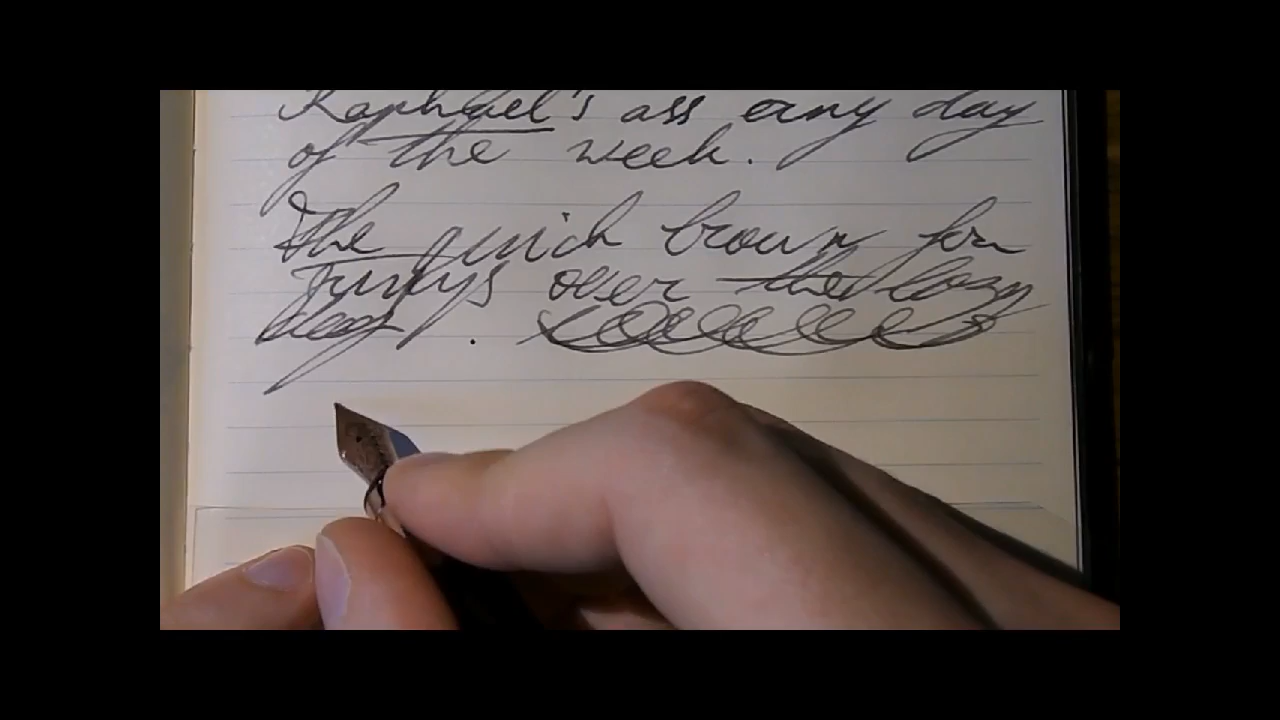 Raphael's ass any day
of the week.
The quick brown fox
jumps over the lazy
dog.